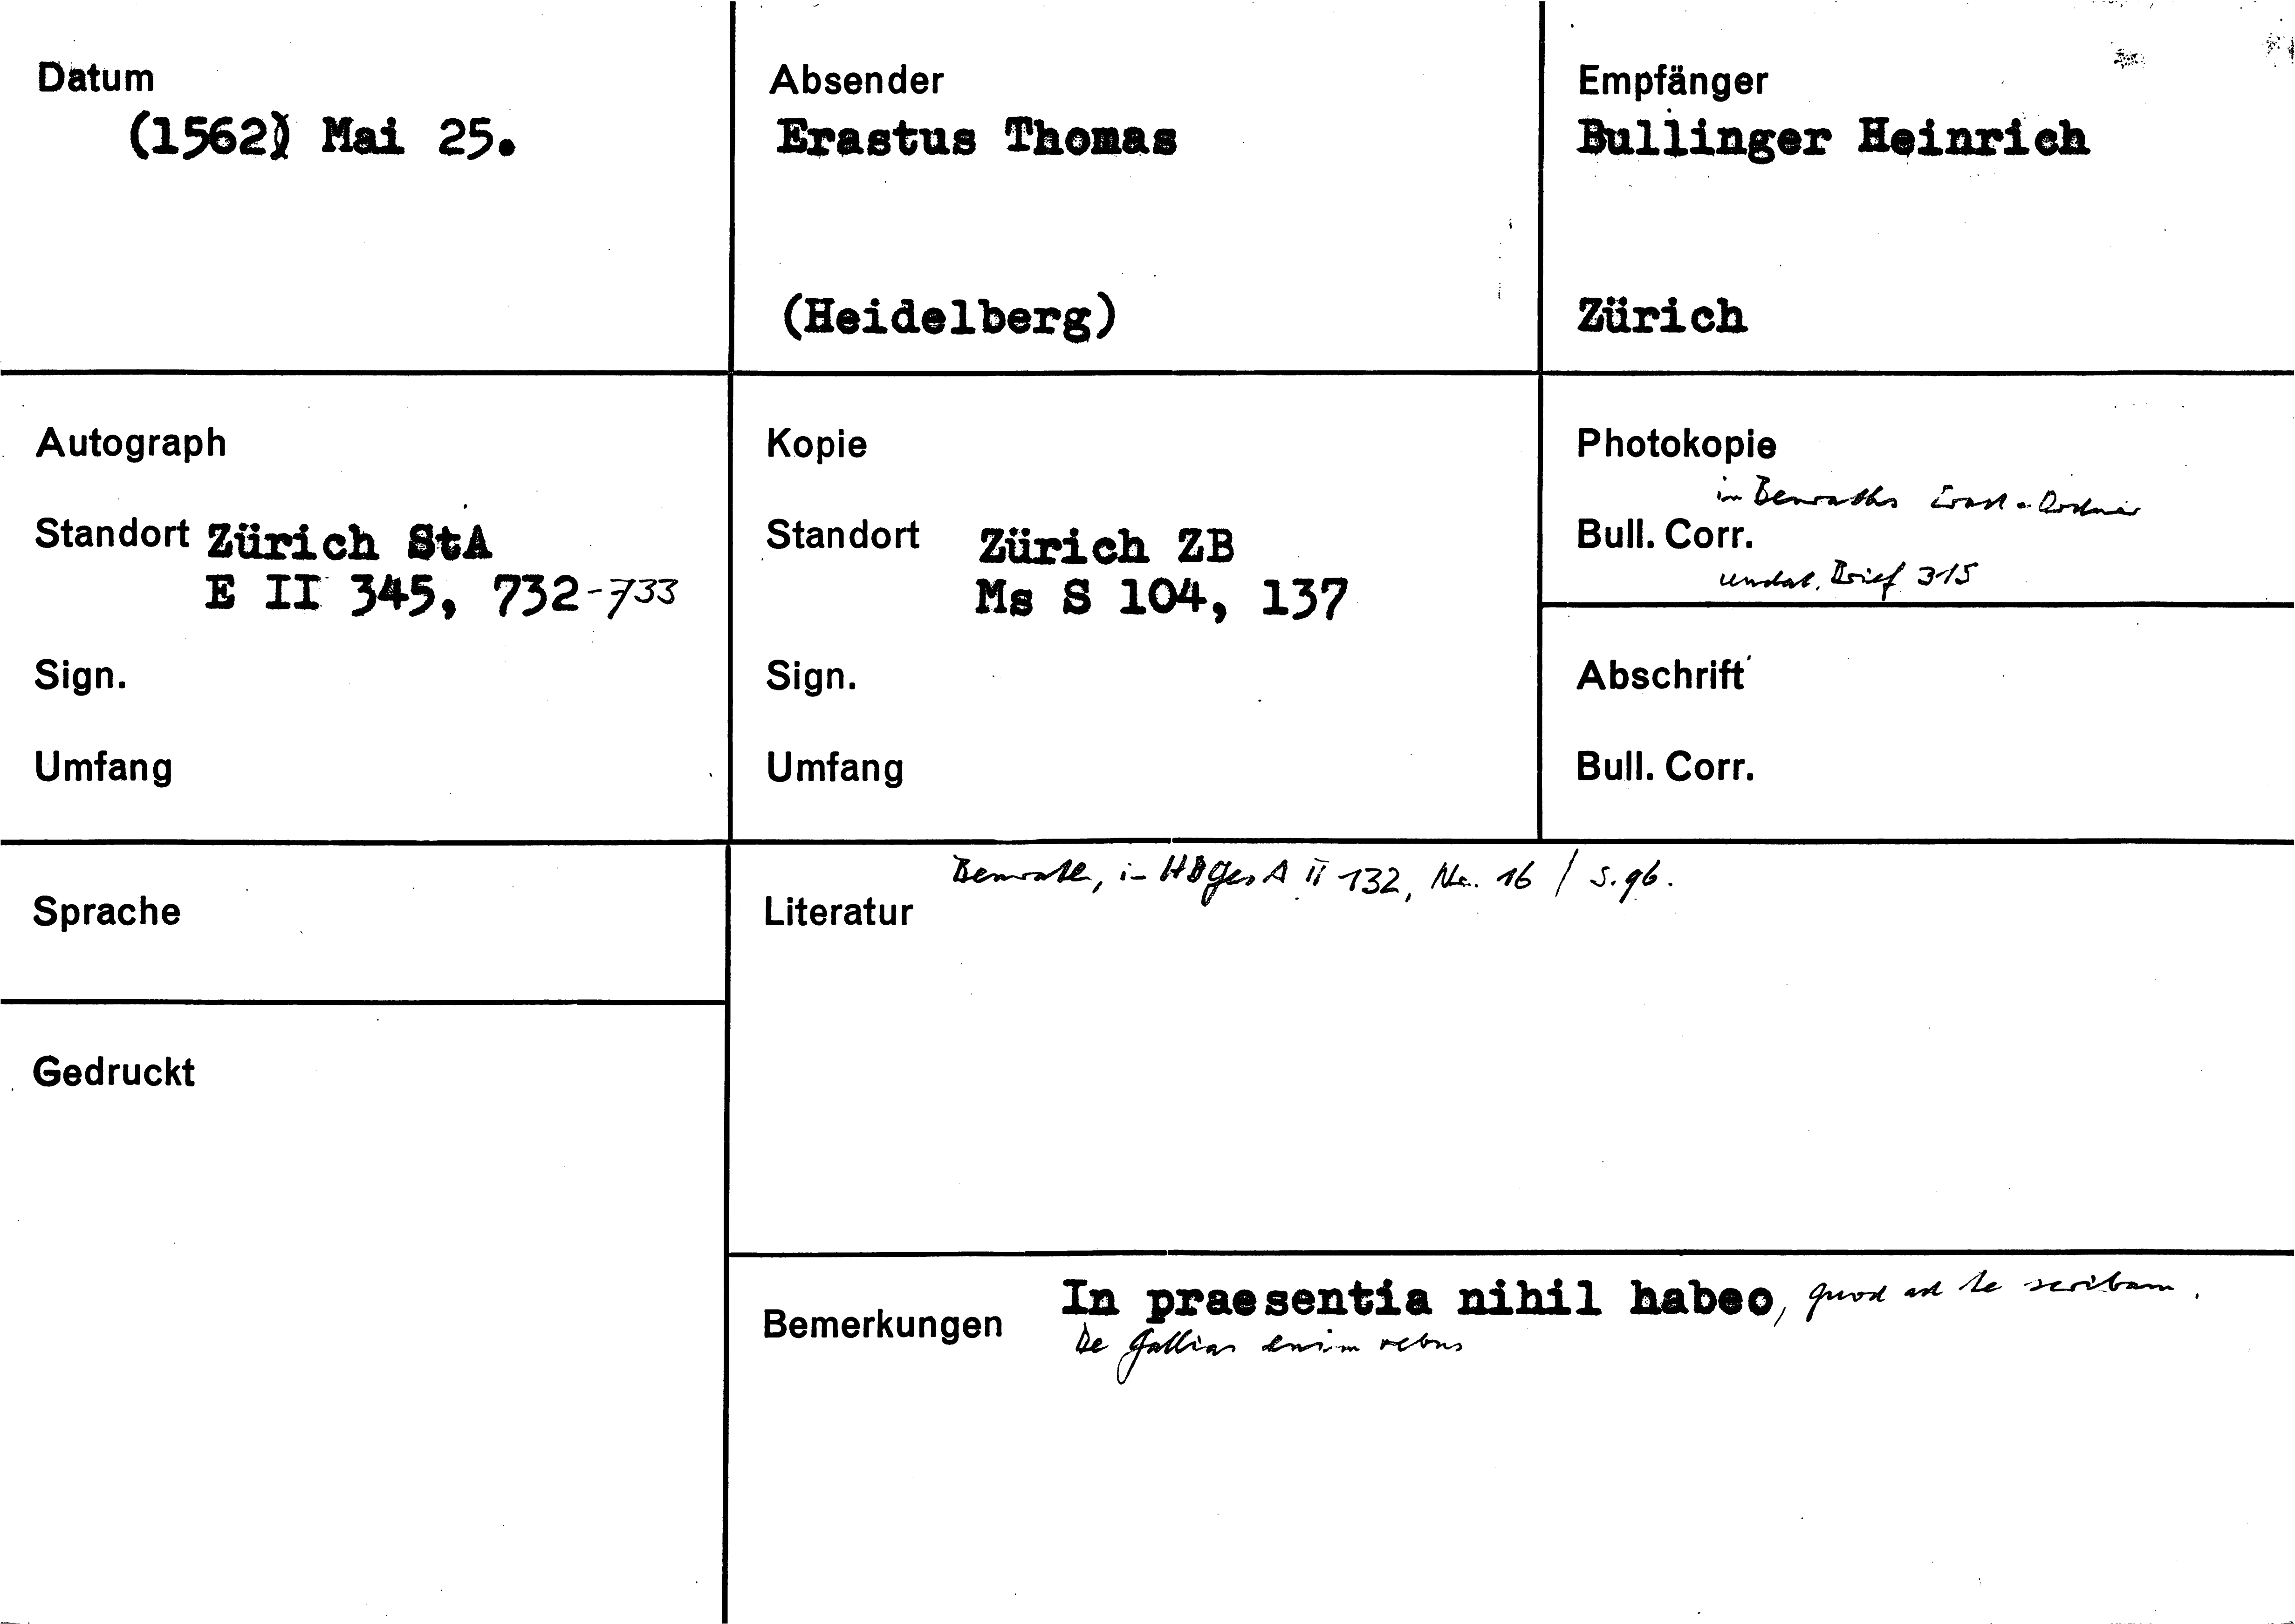 Datum
(1562) Mai 25.
Absender
Erastus Thomas
(Heidelberg)
Empfänger
Bullinger Heinrich
Zürich
Autograph
Standort Zürich StA
E II 345, 732-733
Sign.
Umfang
Kopie
Standort Zürich ZB
Ms S 104, 137
Sign.
Umfang
Photokopie
in Benraths Erast-Ordner
Bull. Corr.
undat. Brief 315
Abschrift
Bull. Corr.
Sprache
Gedruckt
Benrath, in HBGes A II 132, Nr. 16 / S. 96.
Literatur
Bemerkungen In praesentia nihil habeo, quod ad te scribam.
De Gallias enim rebus